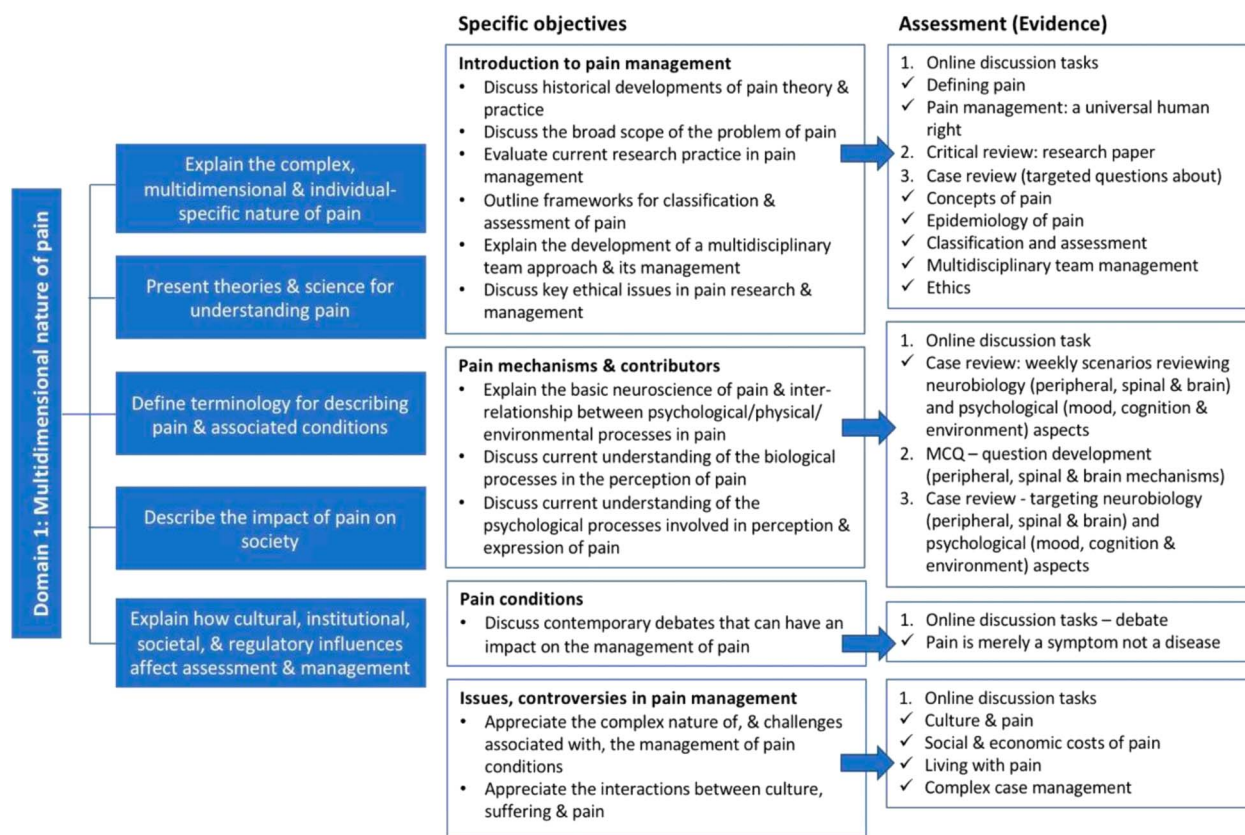 Specific objectives
Assessment (Evidence)
Domain 1: Multidimensional nature of pain
Explain the complex,
multidimensional & individual-
specific nature of pain
Present theories & science for
understanding pain
Define terminology for describing
pain & associated conditions
Describe the impact of pain on
society
Explain how cultural, institutional,
societal, & regulatory influences
affect assessment & management
Introduction to pain management
• Discuss historical developments of pain theory &
practice
• Discuss the broad scope of the problem of pain
• Evaluate current research practice in pain
management
• Outline frameworks for classification &
assessment of pain
• Explain the development of a multidisciplinary
team approach & its management
• Discuss key ethical issues in pain research &
management
1. Online discussion tasks
✓ Defining pain
✓ Pain management: a universal human
right
2. Critical review: research paper
3. Case review (targeted questions about)
✓ Concepts of pain
✓ Epidemiology of pain
✓ Classification and assessment
✓ Multidisciplinary team management
✓ Ethics
Pain mechanisms & contributors
• Explain the basic neuroscience of pain & inter-
relationship between psychological/physical/
environmental processes in pain
• Discuss current understanding of the biological
processes in the perception of pain
• Discuss current understanding of the
psychological processes involved in perception &
expression of pain
1. Online discussion task
✓ Case review: weekly scenarios reviewing
neurobiology (peripheral, spinal & brain)
and psychological (mood, cognition &
environment) aspects
2. MCQ – question development
(peripheral, spinal & brain mechanisms)
3. Case review - targeting neurobiology
(peripheral, spinal & brain) and
psychological (mood, cognition &
environment) aspects
Pain conditions
• Discuss contemporary debates that can have an
impact on the management of pain
1. Online discussion tasks – debate
✓ Pain is merely a symptom not a disease
Issues, controversies in pain management
• Appreciate the complex nature of, & challenges
associated with, the management of pain
conditions
• Appreciate the interactions between culture,
suffering & pain
1. Online discussion tasks
✓ Culture & pain
✓ Social & economic costs of pain
✓ Living with pain
✓ Complex case management